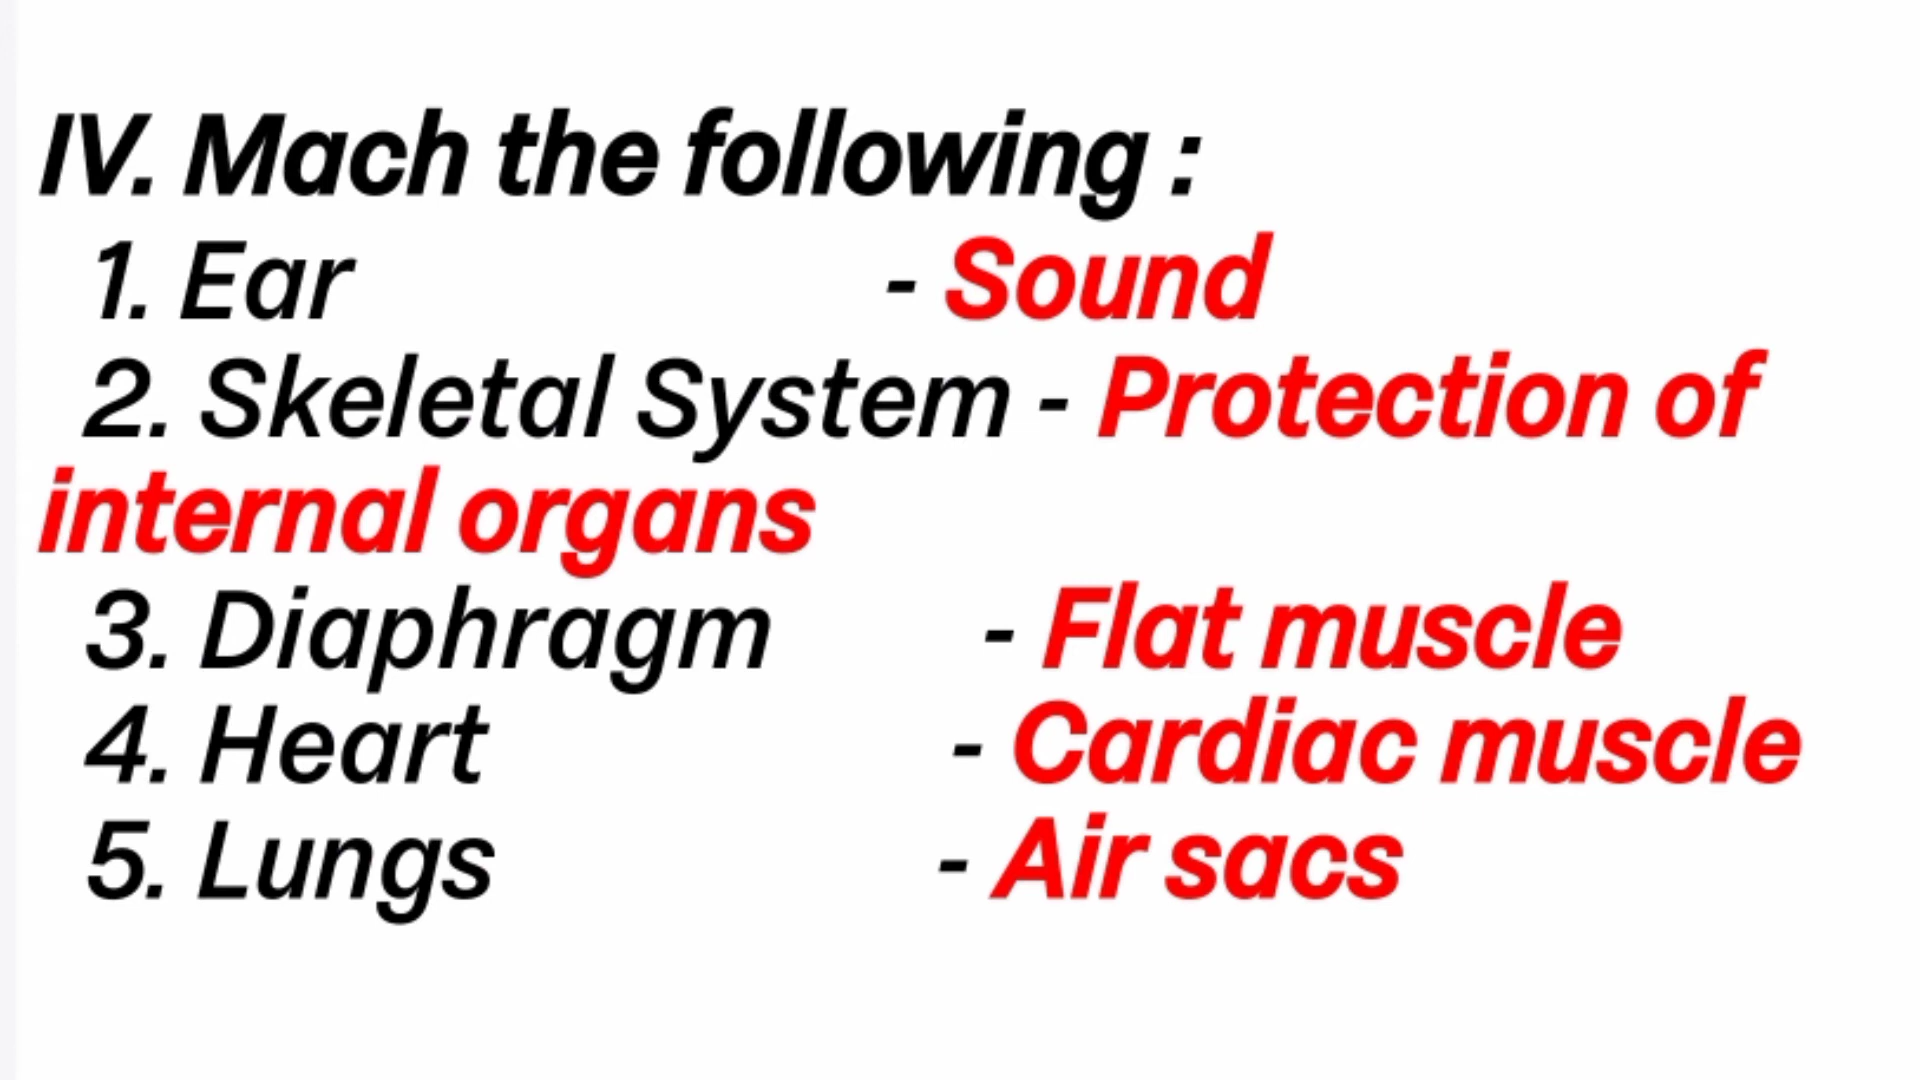 IV. Mach the following :
1. Ear - Sound
2. Skeletal System - Protection of
internal organs
3. Diaphragm - Flat muscle
4. Heart - Cardiac muscle
5. Lungs - Air sacs